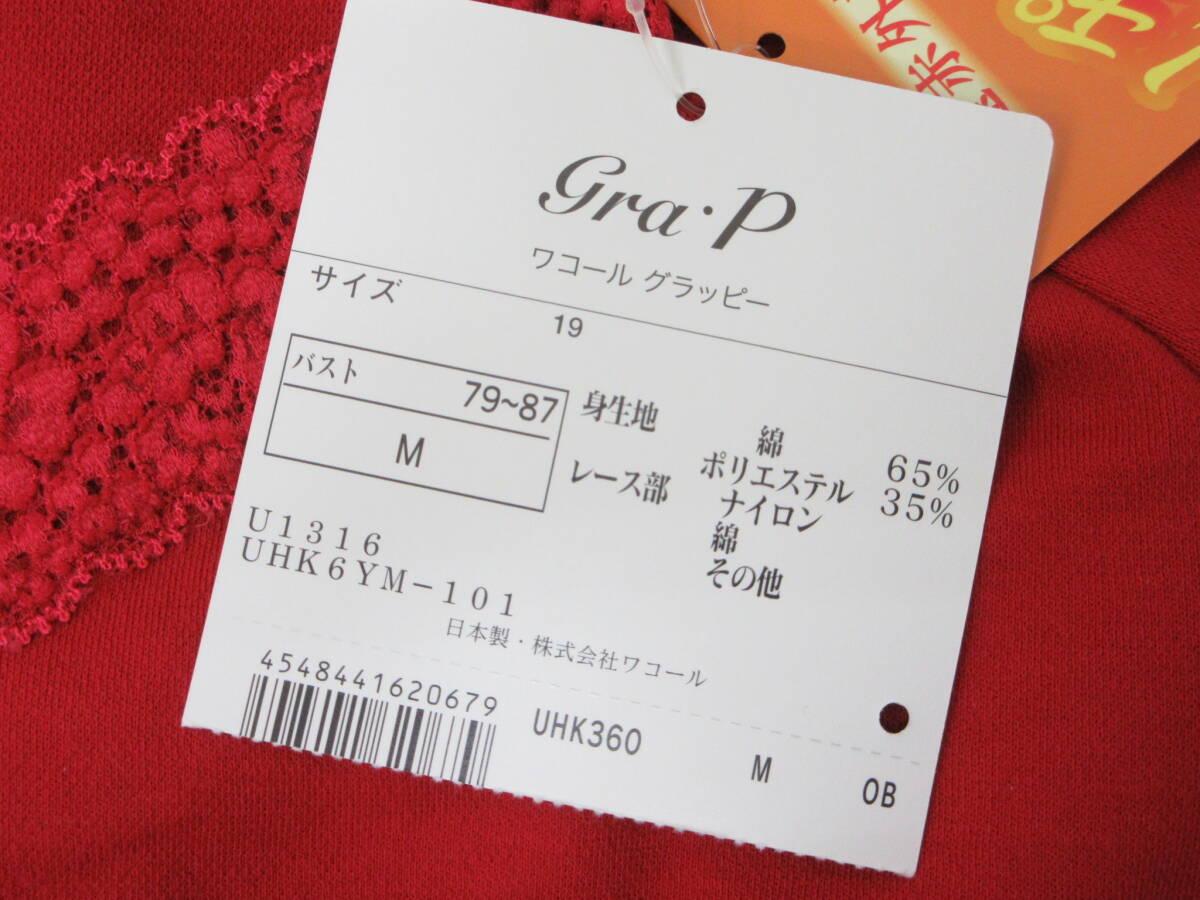 赤外
Gra・P
ワコール グラッピー
サイズ
19
バスト
79~87
M
身生地
綿 65%
ポリエステル 35%
レース部
ナイロン
綿
その他
U1316
UHK6YM-101
日本製・株式会社ワコール
4548441620679
UHK360 M OB